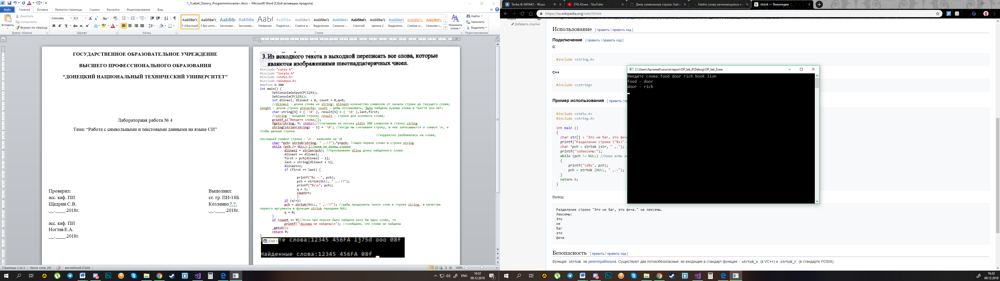 1_1Laba4_Osnovy_Programmirovania+.docx - Microsoft Word (Сбой активации продукта)
Файл Главная Вставка Разметка страницы Ссылки Рассылки Рецензирование Вид
Вставить
Вырезать
Копировать
Формат по образцу
Буфер обмена
Consolas 9,5
Шрифт
Абзац
АаБбВвГг, АаБбВвГг, АаБбВ АаБбВв АаБб АаБбВв. АаБбВвГг АаБбВвГг, АаБбВвГг, АаБбВвГг, АаБбВвГг, АаБбВвГг, ААБбВвГг, ААБбВвГг,
¶ Обычный ¶ Без инте... Заголово... Заголово... Название Подзагол... Слабое в... Выделение Сильное ... Строгий Цитата 2 Выделенн... Слабая сс... Сильная с...
Стили
Изменить стили
Найти
Заменить
Выделить
Редактирование
ГОСУДАРСТВЕННОЕ ОБРАЗОВАТЕЛЬНОЕ УЧРЕЖДЕНИЕ
ВЫСШЕГО ПРОФЕССИОНАЛЬНОГО ОБРАЗОВАНИЯ
"ДОНЕЦКИЙ НАЦИОНАЛЬНЫЙ ТЕХНИЧЕСКИЙ УНИВЕРСИТЕТ"
Лабораторная работа № 4
Тема: “Работа с символьными и текстовыми данными на языке СИ”
Проверил: Выполнил:
асс. каф. ПИ ст. гр. ПИ-18Б
Щедрин С.В. Козленко ?.?.
__.____.2018г. __.____.2018г.
асс. каф. ПИ
Ногтев Е.А.
__.____.2018г.
3. Из исходного текста в выходной переписать все слова, которые
являются изображениями шестнадцатеричных чисел.
#include "conio.h"
#include "locale.h"
#include <stdio.h>
#include <Windows.h>
#define N 300
int main() {
SetConsoleOutputCP(1251);
SetConsoleCP(1251);
int dlinasl, dlinast = 0, count = 0,q=0;
//dlinasl - длина слова из string; dlinast-количество символов от начала строки до текущего слова;
lenght - длина строки proverka; count - дабы отслеживать, были найдены нужные слова в тексте или нет;
char string[N] = { '\0' }, result[N] = { '\0' },last,first;
//string - входная строка; result - строка для искомого слова;
printf_s("Введите слова:");
fgets(string, N, stdin);//считываем из потока stdin 300 символов в строку string
string[strlen(string) - 1] = '\0'; //когда мы считываем строку, в нее записывается и символ \n, и
чтобы дальше строка
//корректно разбивалась на слова,
последний символ строки - \n - заменяем на \0
char *pch= strtok(string, " ,.!?"),*p=pch; //ищем первое слово в строке string
while (pch != NULL) {//пока не конец строки
dlinasl = strlen(pch); //присваиваем dlina длину найденного слова
dlinast += dlinasl;
first = pch[dlinasl - 1];
last = string[dlinast + 1];
dlinast++;
if (first == last) {
printf("%s - ", pch);
pch = strtok(NULL, " ,.-!?");
printf("%s\n", pch);
q = 1;
count++;
}
if (q!=1)
pch = strtok(NULL, " ,.-!?"); //дабы продолжить поиск слов в строке string, в качестве
первого аргумента в функцию strtok передаем NULL
q = 0;
}
if (count == 0)//если при поиске было найдено хотя бы одно слово, то
printf("\nСлова не найдены\n"); //сообщаем, что слова не найдены
_getch();
return 0;
}
(Ctrl) те слова:12345 456FA ij75d ooo 08f
Найденные слова:12345 456FA 08f
Страница: 2 из 2 Число слов: 282 английский (США) 100%
ENG 16:32 09.12.2018
Tenka & MISMO - Wuzu (76) Юлик - YouTube Дана символьная строка. Найти Найти слова начинающиеся и з strtok — Википедия
https://ru.wikipedia.org/wiki/Strtok
Языки
Добавить ссылки
Использование [ править | править код ]
Подключение [ править | править код ]
C
#include <string.h>
C++
#include <cstring>
Пример использования [ править | пр
#include <stdio.h>
#include <string.h>
int main ()
{
char str[] = "Это не баг, это фича
printf("Разделение строки \"%s\"
char *pch = strtok (str, " ,.");
printf("\nЛексемы:");
while (pch != NULL) //пока есть ле
{
printf("\n%s", pch);
pch = strtok (NULL, " ,.-");
}
return 0;
}
C:\Users\Арсений\source\repos\OP_lab_8\Debug\OP_lab_8.exe
Введите слова:food door rich book lion
food - door
door - rich
Вывод:
Разделение строки "Это не баг, это фича." на лексемы.
Лексемы:
Это
не
баг
это
фича
Безопасность [ править | править код ]
Функция strtok не реентерабельна. Существуют две потокобезопасные, не входящие в стандарт функции - strtok_s (в VC++) и strtok_r (в стандарте POSIX).
16:32
09.12.2018